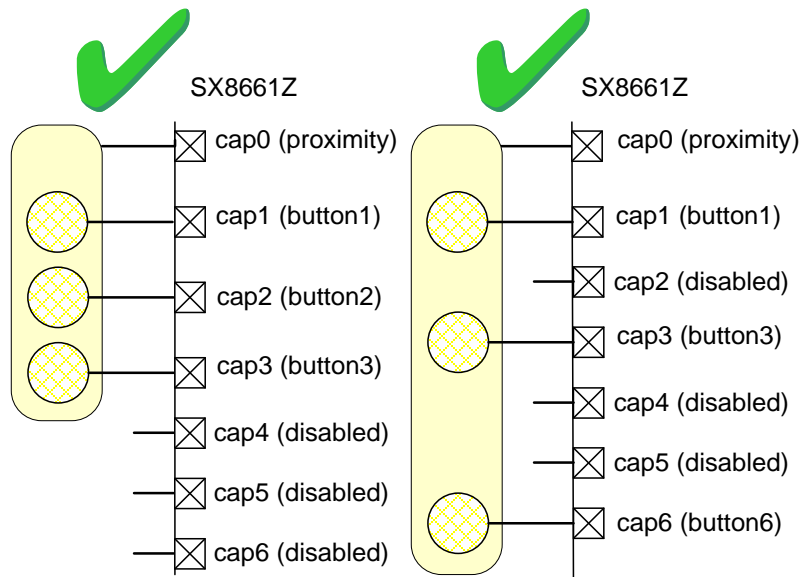 SX8661Z
cap0 (proximity)
cap1 (button1)
cap2 (button2)
cap3 (button3)
cap4 (disabled)
cap5 (disabled)
cap6 (disabled)
SX8661Z
cap0 (proximity)
cap1 (button1)
cap2 (disabled)
cap3 (button3)
cap4 (disabled)
cap5 (disabled)
cap6 (button6)